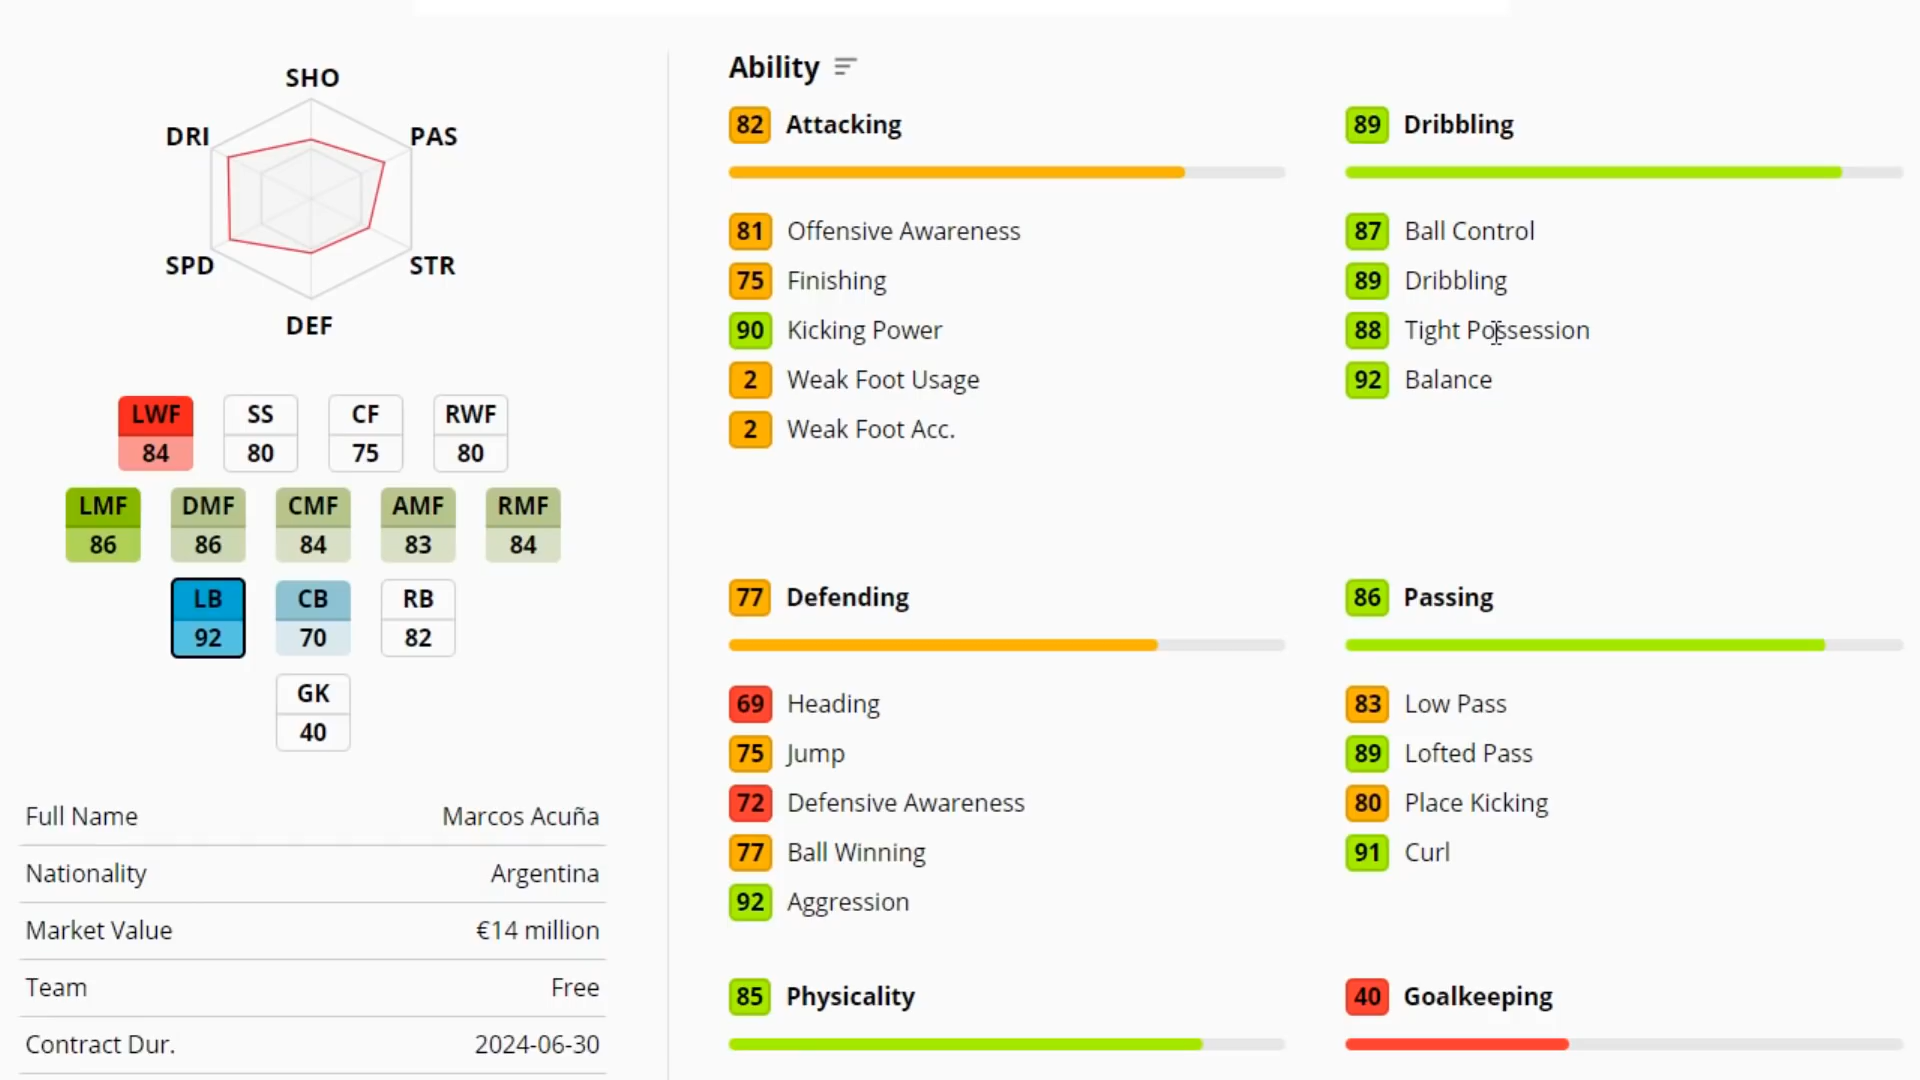 SHO
DRI
PAS
SPD
STR
DEF
LWF SS CF RWF
84 80 75 80
LMF DMF CMF AMF RMF
86 86 84 83 84
LB CB RB
92 70 82
GK
40
Full Name Marcos Acuña
Nationality Argentina
Market Value €14 million
Team Free
Contract Dur. 2024-06-30
Ability
82 Attacking
81 Offensive Awareness
75 Finishing
90 Kicking Power
2 Weak Foot Usage
2 Weak Foot Acc.
89 Dribbling
87 Ball Control
89 Dribbling
88 Tight Possession
92 Balance
77 Defending
69 Heading
75 Jump
72 Defensive Awareness
77 Ball Winning
92 Aggression
86 Passing
83 Low Pass
89 Lofted Pass
80 Place Kicking
91 Curl
85 Physicality
40 Goalkeeping